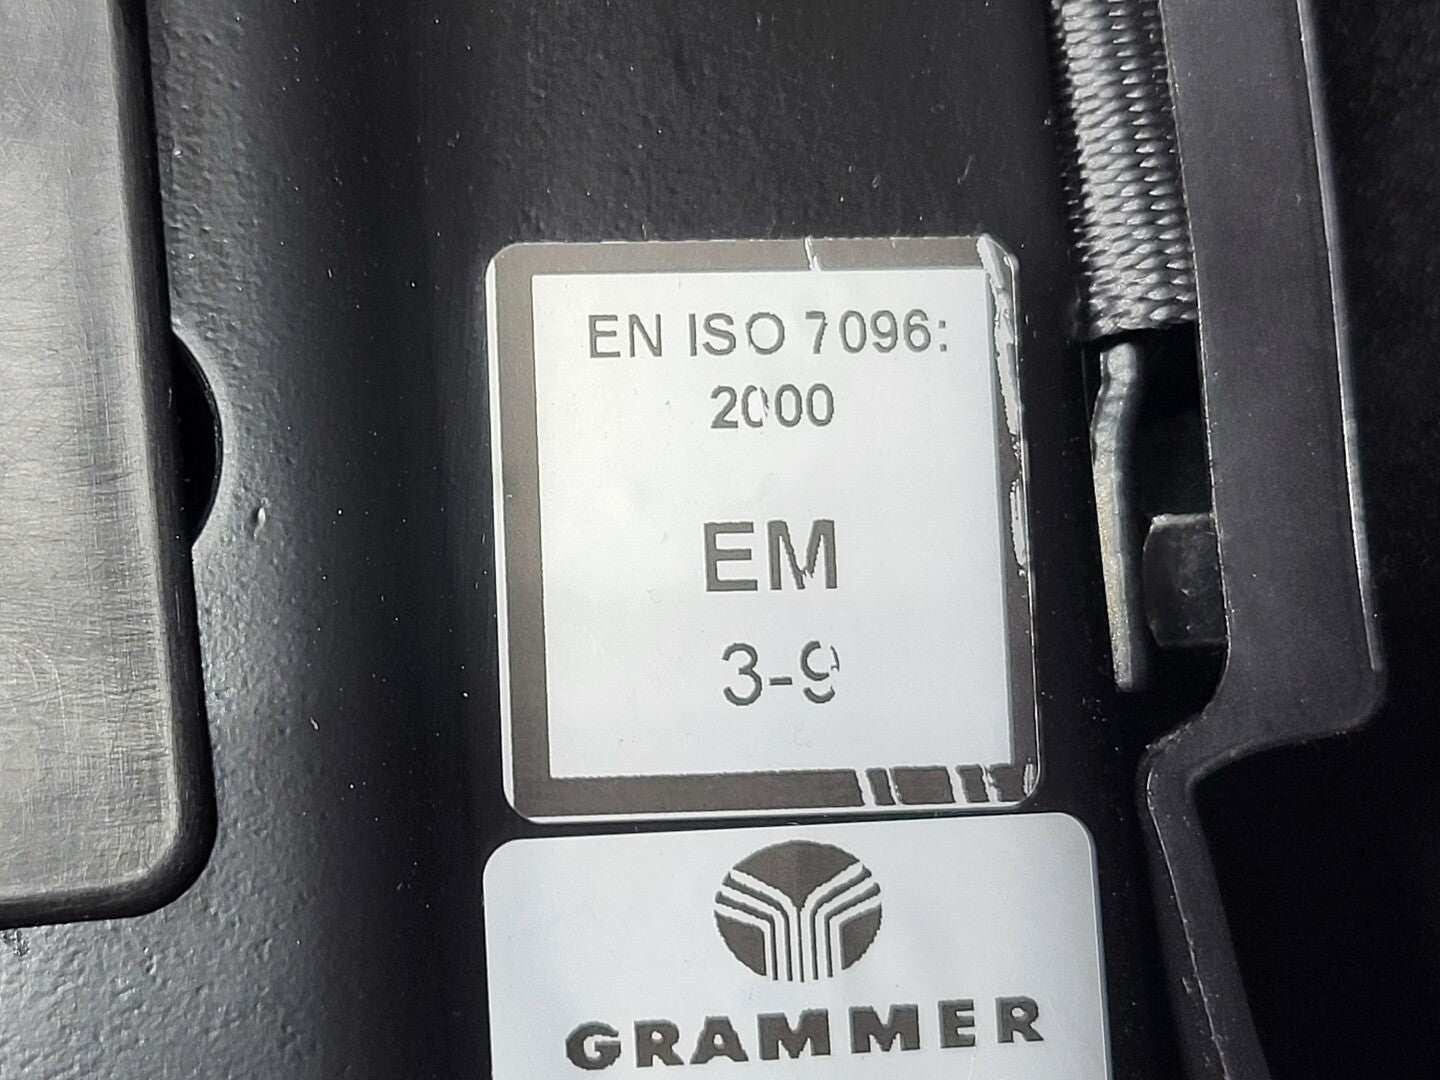 EN ISO 7096:
2000
EM
3-9
GRAMMER